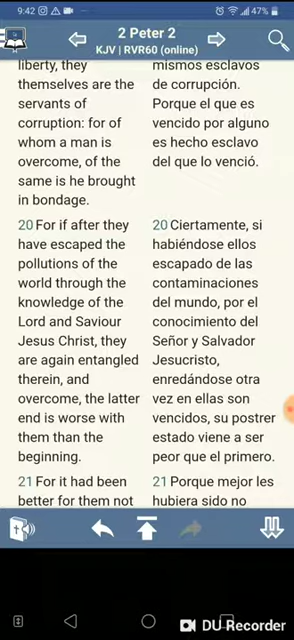 9:42
47%
2 Peter 2
KJV | RVR60 (online)
liberty, they
themselves are the
servants of
corruption: for of
whom a man is
overcome, of the
same is he brought
in bondage.
20 For if after they
have escaped the
pollutions of the
world through the
knowledge of the
Lord and Saviour
Jesus Christ, they
are again entangled
therein, and
overcome, the latter
end is worse with
them than the
beginning.
21 For it had been
better for them not
mismos esclavos
de corrupción.
Porque el que es
vencido por alguno
es hecho esclavo
del que lo venció.
20 Ciertamente, si
habiéndose ellos
escapado de las
contaminaciones
del mundo, por el
conocimiento del
Señor y Salvador
Jesucristo,
enredándose otra
vez en ellas son
vencidos, su postrer
estado viene a ser
peor que el primero.
21 Porque mejor les
hubiera sido no
DU Recorder